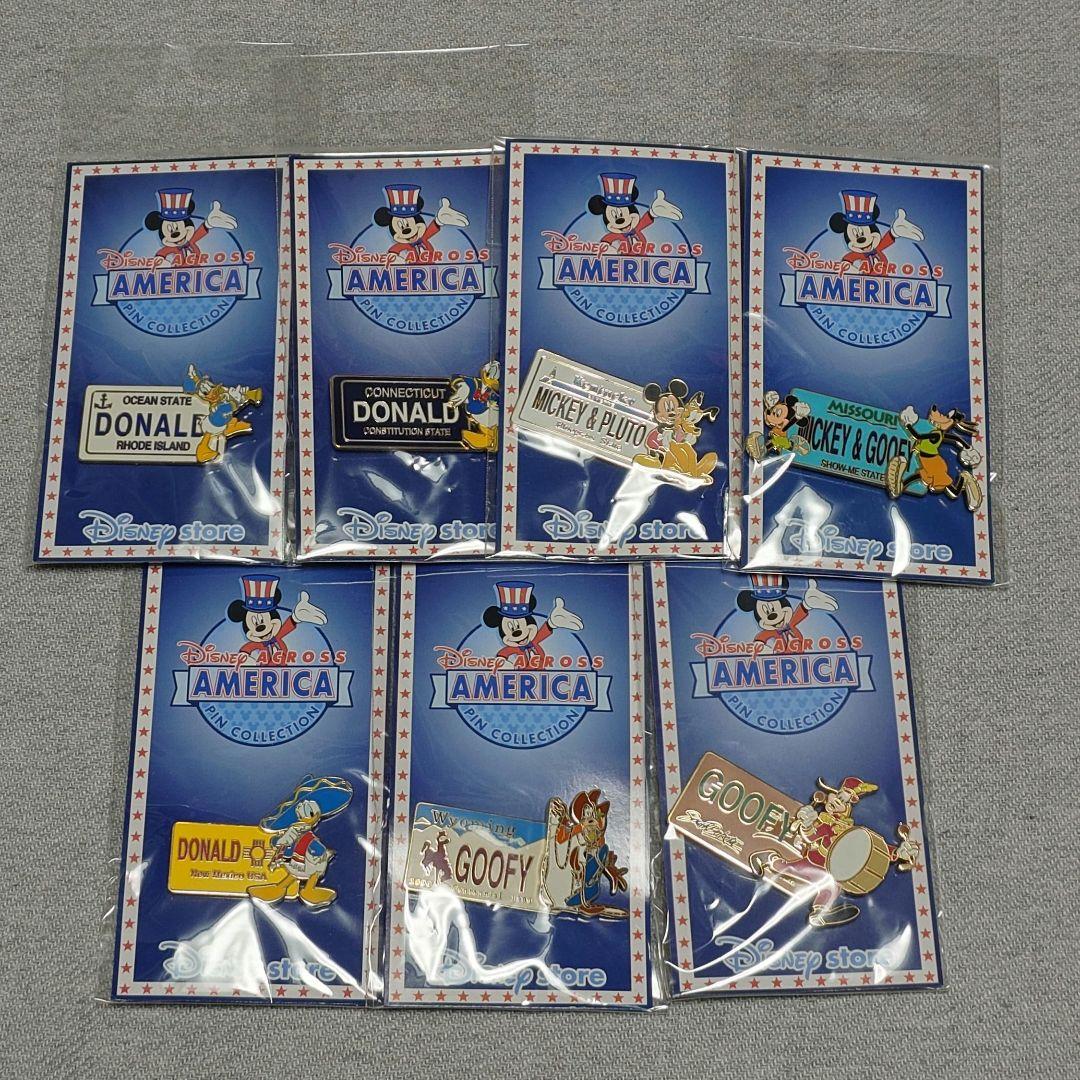 Disney ACROSS
AMERICA
PIN COLLECTION
OCEAN STATE
DONALD
RHODE ISLAND
Disney store
Disney ACROSS
AMERICA
PIN COLLECTION
CONNECTICUT
DONALD
CONSTITUTION STATE
Disney store
Disney ACROSS
AMERICA
PIN COLLECTION
MICKEY & PLUTO
Disney store
Disney ACROSS
AMERICA
PIN COLLECTION
MISSOURI
ICKEY & GOOFY
SHOW-ME STATE
Disney store
Disney ACROSS
AMERICA
PIN COLLECTION
DONALD
New Mexico USA
Disney store
Disney ACROSS
AMERICA
PIN COLLECTION
Wyoming
GOOFY
Disney store
Disney ACROSS
AMERICA
PIN COLLECTION
GOOFY
Disney store